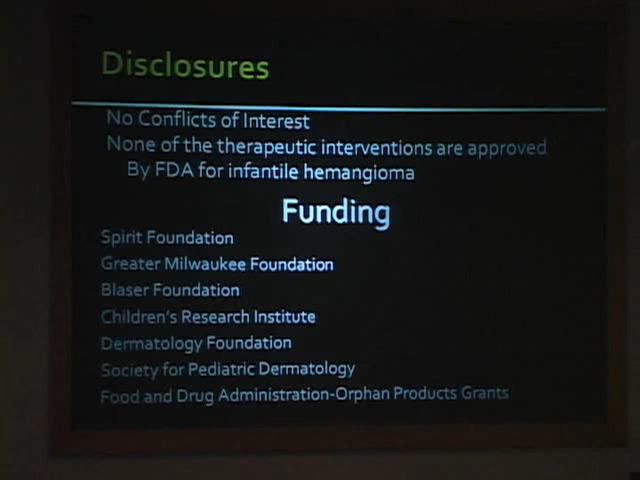 Disclosures
No Conflicts of Interest
None of the therapeutic interventions are approved
By FDA for infantile hemangioma
Funding
Spirit Foundation
Greater Milwaukee Foundation
Blaser Foundation
Children's Research Institute
Dermatology Foundation
Society for Pediatric Dermatology
Food and Drug Administration-Orphan Products Grants